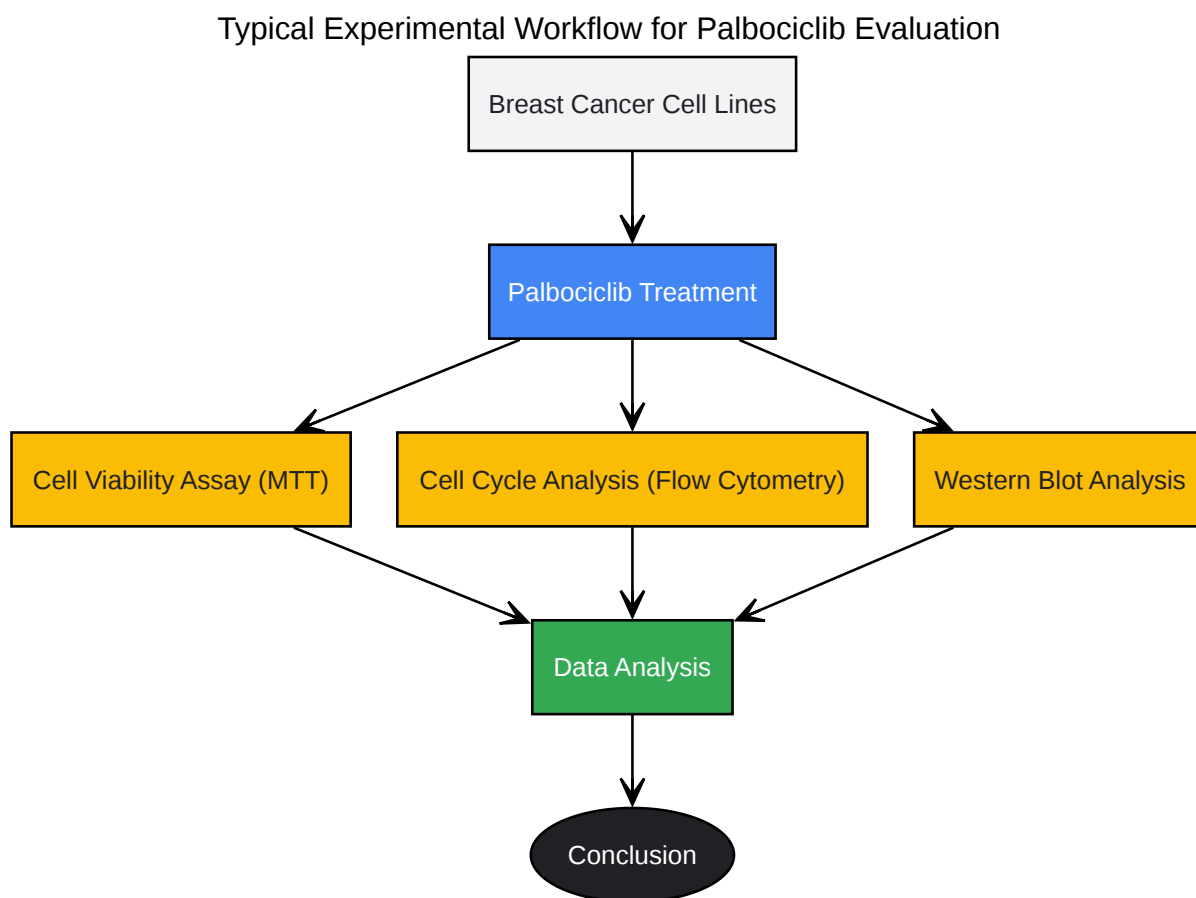 Typical Experimental Workflow for Palbociclib Evaluation
Breast Cancer Cell Lines
Palbociclib Treatment
Cell Viability Assay (MTT)
Cell Cycle Analysis (Flow Cytometry)
Western Blot Analysis
Data Analysis
Conclusion